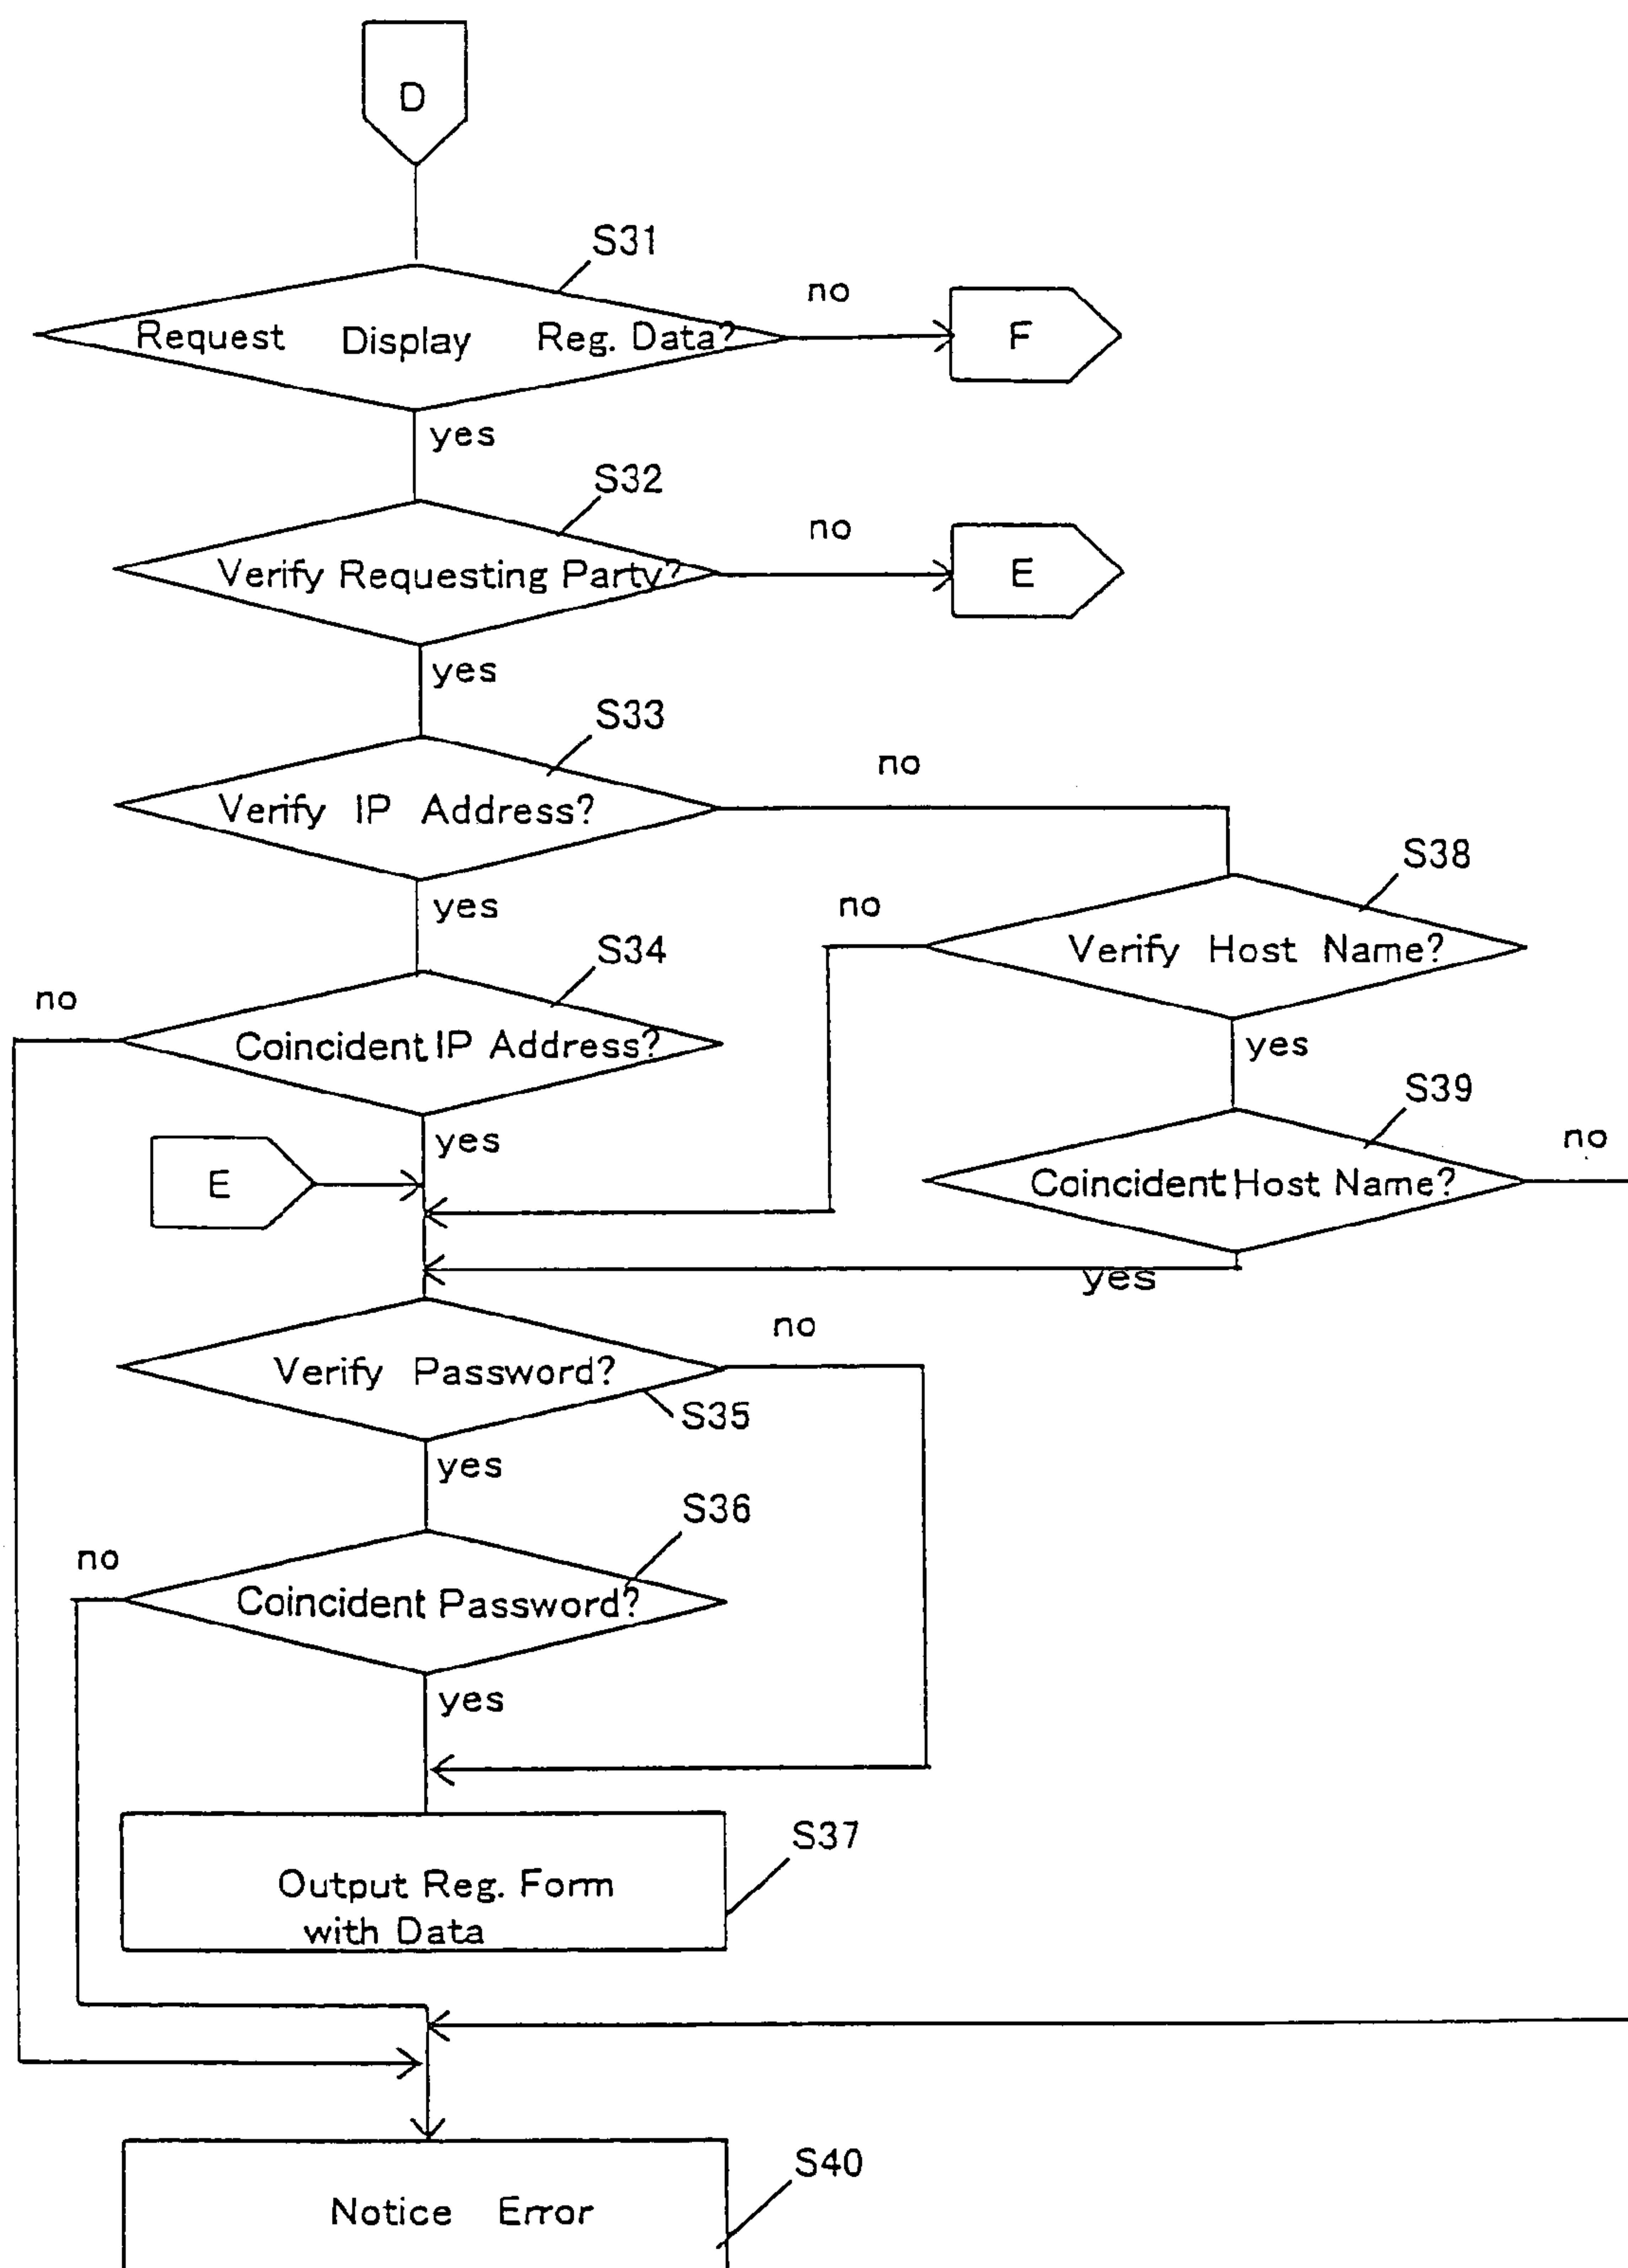 D
S31
no
Request Display Reg. Data?
F
yes
S32
no
Verify Requesting Party?
E
yes
S33
no
Verify IP Address?
S38
yes
no
Verify Host Name?
S34
no
Coincident IP Address?
yes
S39
yes
no
E
Coincident Host Name?
yes
no
Verify Password?
S35
yes
S36
no
Coincident Password?
yes
S37
Output Reg. Form
with Data
S40
Notice Error